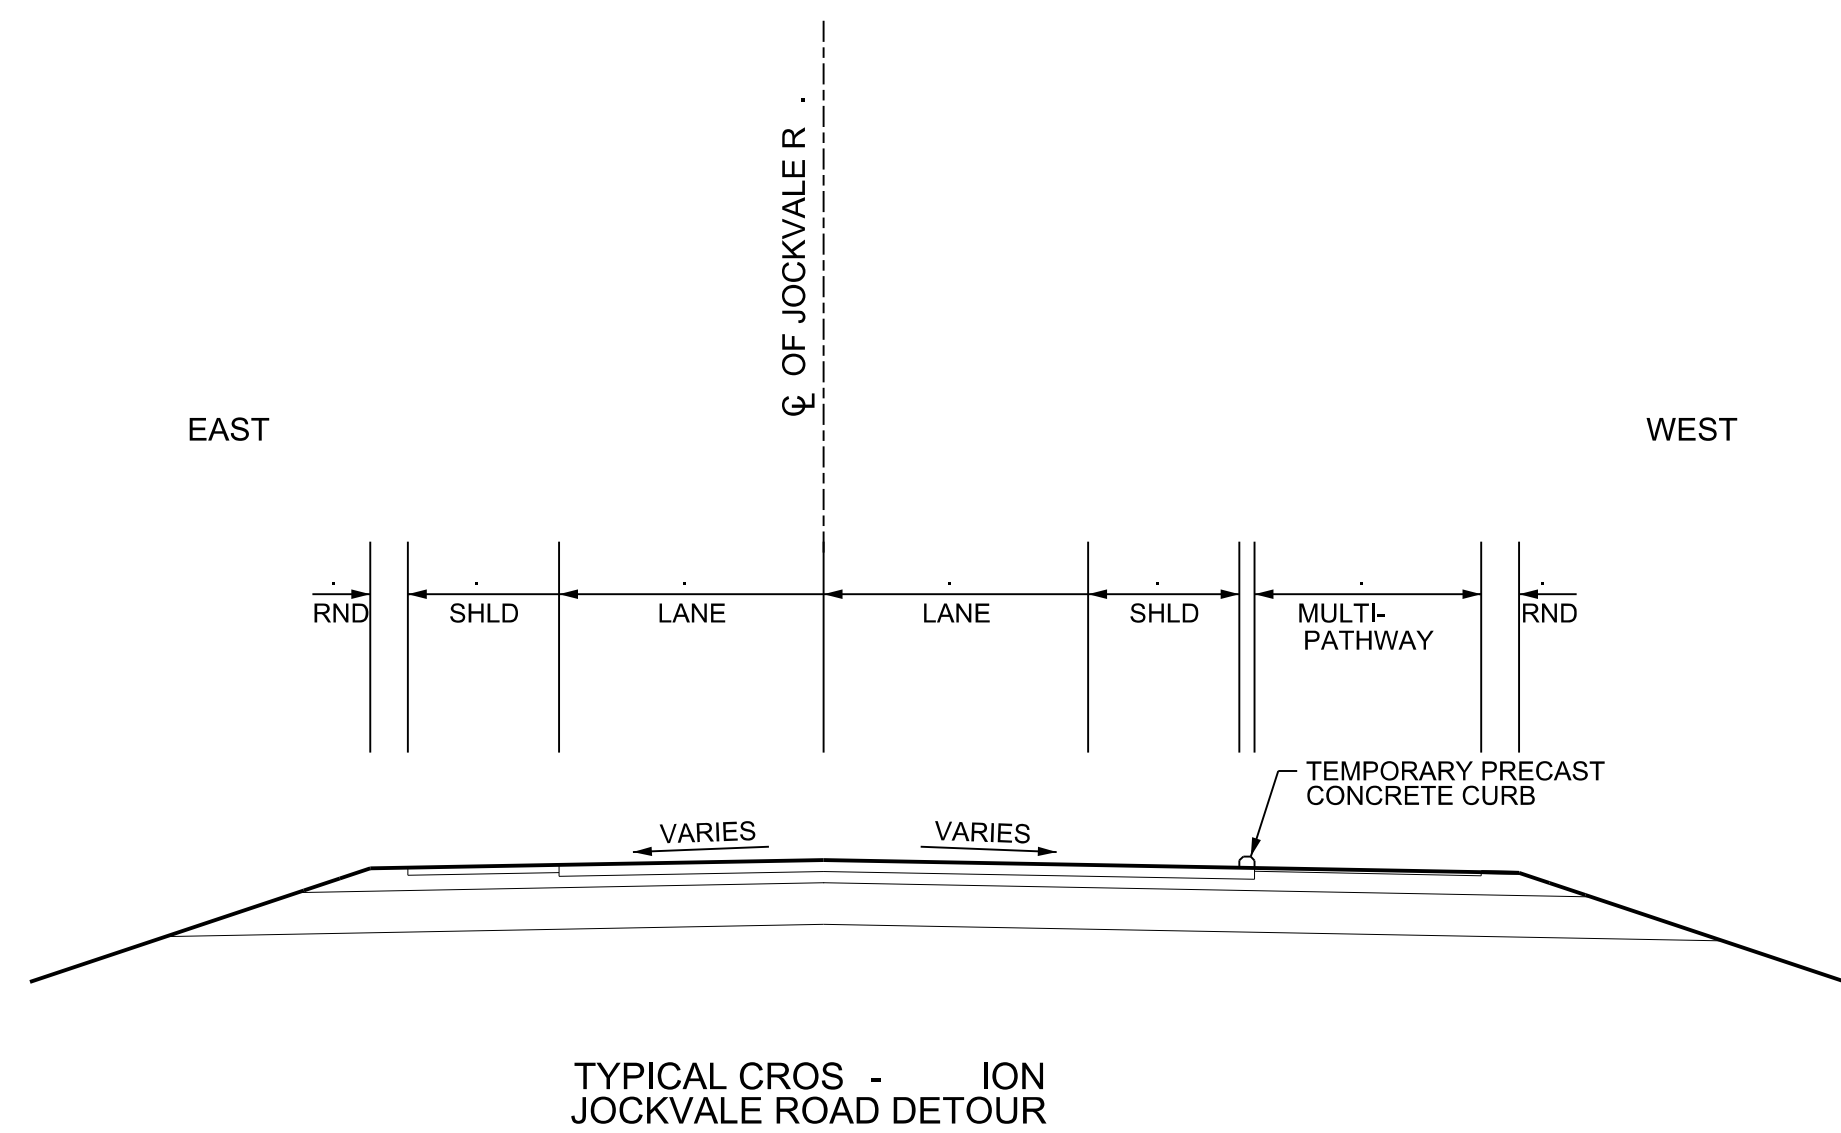 ℄ OF JOCKVALE R .
EAST
WEST
RND
SHLD
LANE
LANE
SHLD
MULTI-
PATHWAY
RND
TEMPORARY PRECAST
CONCRETE CURB
VARIES
VARIES
TYPICAL CROS - ION
JOCKVALE ROAD DETOUR